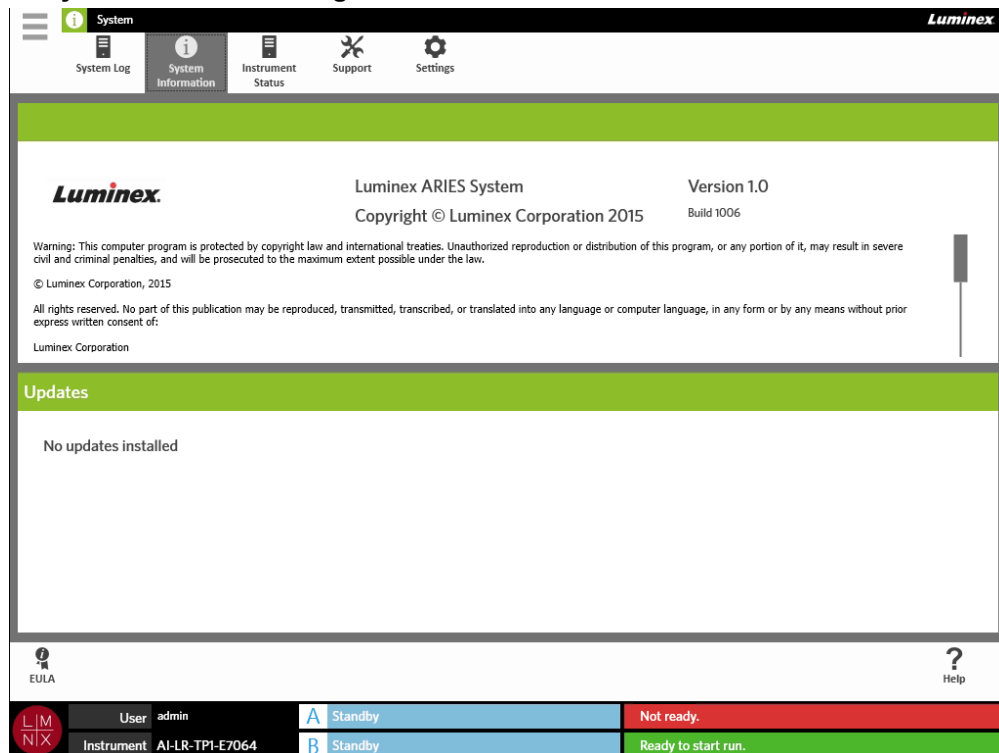 System
Luminex
System Log
System Information
Instrument Status
Support
Settings
Luminex.
Luminex ARIES System
Version 1.0
Copyright © Luminex Corporation 2015
Build 1006
Warning: This computer program is protected by copyright law and international treaties. Unauthorized reproduction or distribution of this program, or any portion of it, may result in severe
civil and criminal penalties, and will be prosecuted to the maximum extent possible under the law.
© Luminex Corporation, 2015
All rights reserved. No part of this publication may be reproduced, transmitted, transcribed, or translated into any language or computer language, in any form or by any means without prior
express written consent of:
Luminex Corporation
Updates
No updates installed
EULA
?
Help
L|M
N|X
User admin
A Standby
Not ready.
Instrument AI-LR-TP1-E7064
B Standby
Ready to start run.